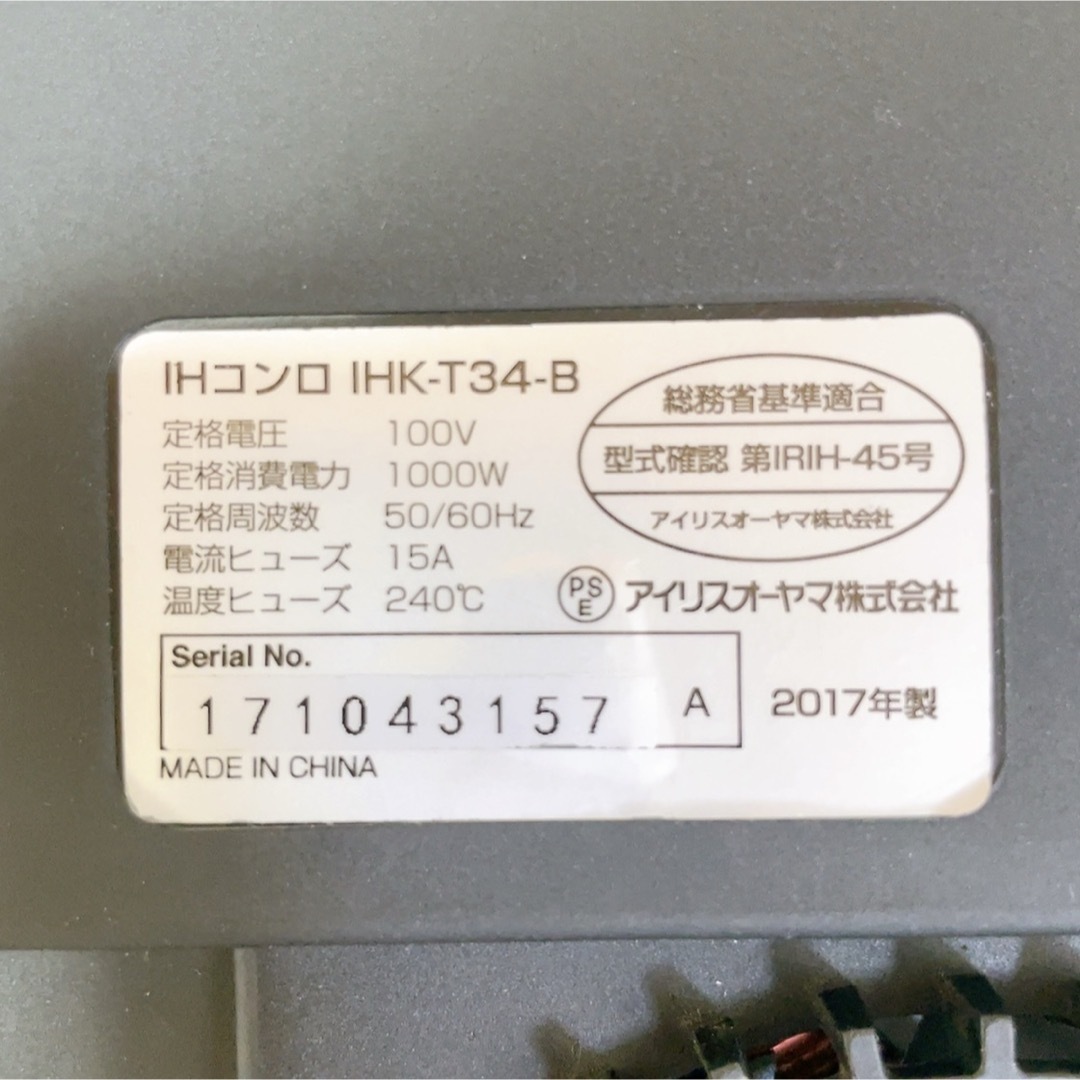 IHコンロ IHK-T34-B
定格電圧 100V
定格消費電力 1000W
定格周波数 50/60Hz
電流ヒューズ 15A
温度ヒューズ 240℃
総務省基準適合
型式確認 第IRIH-45号
アイリスオーヤマ株式会社
PSE アイリスオーヤマ株式会社
Serial No.
171043157 A
2017年製
MADE IN CHINA